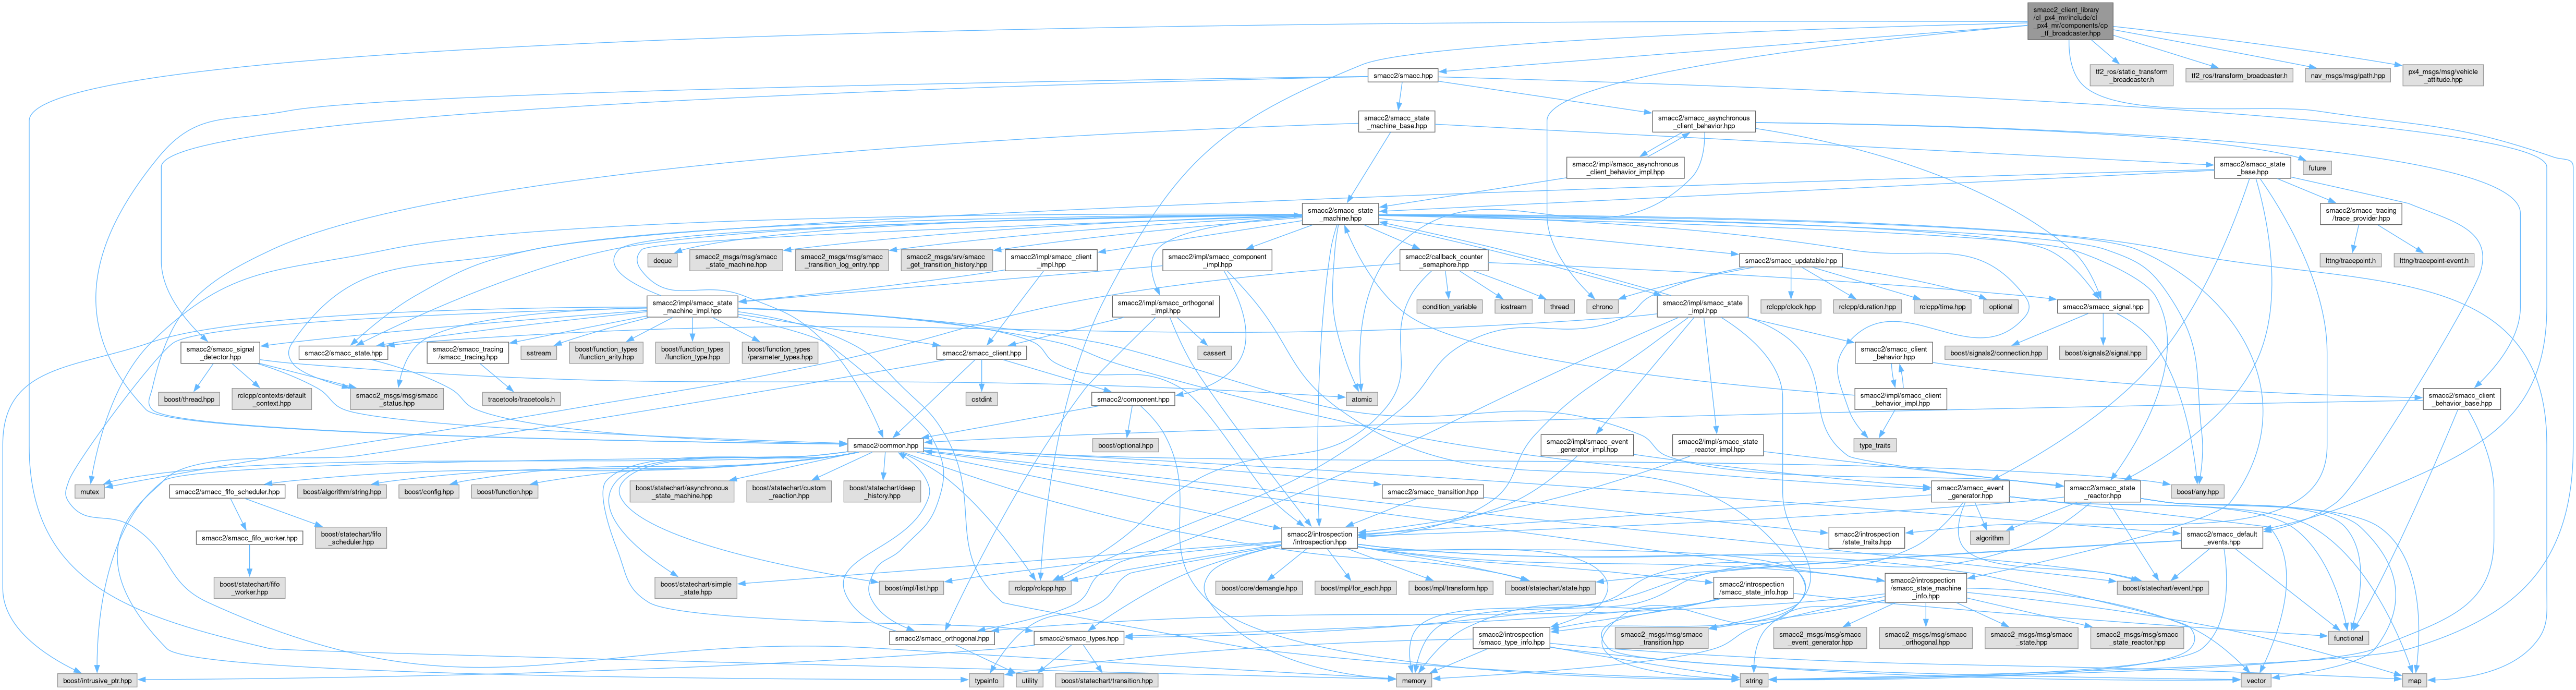 smacc2_client_library
/cl_px4_mr/include/cl
_px4_mr/components/cp
_tf_broadcaster.hpp
smacc2/smacc.hpp
tf2_ros/static_transform
_broadcaster.h
tf2_ros/transform_broadcaster.h
nav_msgs/msg/path.hpp
px4_msgs/msg/vehicle
_attitude.hpp
smacc2/smacc_state
_machine_base.hpp
smacc2/smacc_asynchronous
_client_behavior.hpp
smacc2/impl/smacc_asynchronous
_client_behavior_impl.hpp
future
smacc2/smacc_state
_base.hpp
smacc2/smacc_state
_machine.hpp
smacc2/smacc_tracing
/trace_provider.hpp
deque
smacc2_msgs/msg/smacc
_state_machine.hpp
smacc2_msgs/msg/smacc
_transition_log_entry.hpp
smacc2_msgs/srv/smacc
_get_transition_history.hpp
smacc2/impl/smacc_client
_impl.hpp
smacc2/impl/smacc_component
_impl.hpp
smacc2/callback_counter
_semaphore.hpp
smacc2/smacc_updatable.hpp
lttng/tracepoint.h
lttng/tracepoint-event.h
smacc2/impl/smacc_state
_machine_impl.hpp
smacc2/impl/smacc_orthogonal
_impl.hpp
condition_variable
iostream
thread
chrono
smacc2/impl/smacc_state
_impl.hpp
rclcpp/clock.hpp
rclcpp/duration.hpp
rclcpp/time.hpp
optional
smacc2/smacc_signal.hpp
smacc2/smacc_signal
_detector.hpp
smacc2/smacc_state.hpp
smacc2/smacc_tracing
/smacc_tracing.hpp
sstream
boost/function_types
/function_arity.hpp
boost/function_types
/function_type.hpp
boost/function_types
/parameter_types.hpp
smacc2/smacc_client.hpp
cassert
smacc2/smacc_client
_behavior.hpp
boost/signals2/connection.hpp
boost/signals2/signal.hpp
boost/thread.hpp
rclcpp/contexts/default
_context.hpp
smacc2_msgs/msg/smacc
_status.hpp
tracetools/tracetools.h
cstdint
smacc2/component.hpp
atomic
smacc2/impl/smacc_client
_behavior_impl.hpp
smacc2/smacc_client
_behavior_base.hpp
smacc2/common.hpp
boost/optional.hpp
smacc2/impl/smacc_event
_generator_impl.hpp
smacc2/impl/smacc_state
_reactor_impl.hpp
type_traits
mutex
smacc2/smacc_fifo_scheduler.hpp
boost/algorithm/string.hpp
boost/config.hpp
boost/function.hpp
boost/statechart/asynchronous
_state_machine.hpp
boost/statechart/custom
_reaction.hpp
boost/statechart/deep
_history.hpp
smacc2/smacc_transition.hpp
smacc2/smacc_event
_generator.hpp
smacc2/smacc_state
_reactor.hpp
boost/any.hpp
smacc2/smacc_fifo_worker.hpp
boost/statechart/fifo
_scheduler.hpp
smacc2/introspection
/introspection.hpp
smacc2/introspection
/state_traits.hpp
algorithm
smacc2/smacc_default
_events.hpp
boost/statechart/fifo
_worker.hpp
boost/statechart/simple
_state.hpp
boost/mpl/list.hpp
rclcpp/rclcpp.hpp
boost/core/demangle.hpp
boost/mpl/for_each.hpp
boost/mpl/transform.hpp
boost/statechart/state.hpp
smacc2/introspection
/smacc_state_info.hpp
smacc2/introspection
/smacc_state_machine
_info.hpp
boost/statechart/event.hpp
smacc2/smacc_orthogonal.hpp
smacc2/smacc_types.hpp
smacc2/introspection
/smacc_type_info.hpp
smacc2_msgs/msg/smacc
_transition.hpp
smacc2_msgs/msg/smacc
_event_generator.hpp
smacc2_msgs/msg/smacc
_orthogonal.hpp
smacc2_msgs/msg/smacc
_state.hpp
smacc2_msgs/msg/smacc
_state_reactor.hpp
functional
boost/intrusive_ptr.hpp
typeinfo
utility
boost/statechart/transition.hpp
memory
string
vector
map